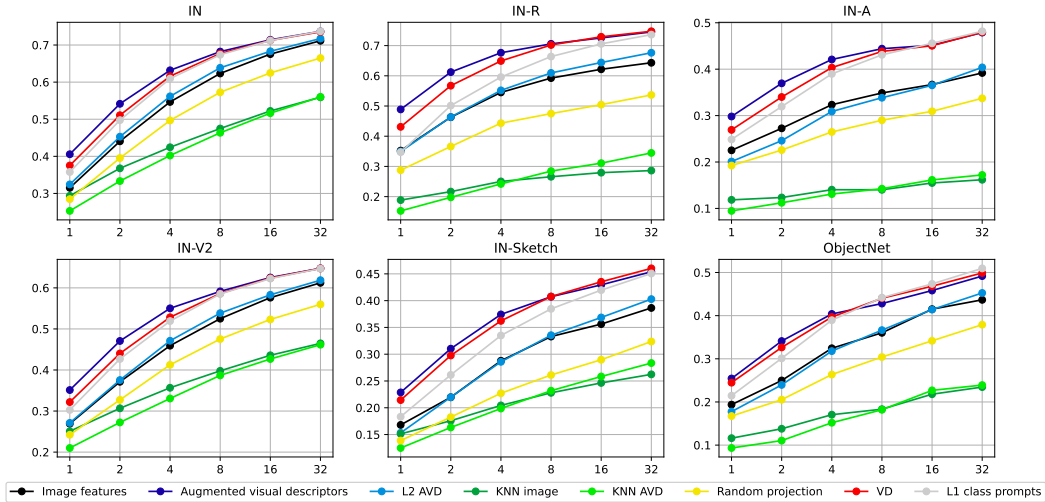 IN
IN-R
IN-A
0.7
0.6
0.5
0.4
0.3
1 2 4 8 16 32
0.7
0.6
0.5
0.4
0.3
0.2
1 2 4 8 16 32
0.5
0.4
0.3
0.2
0.1
1 2 4 8 16 32
IN-V2
IN-Sketch
ObjectNet
0.6
0.5
0.4
0.3
0.2
1 2 4 8 16 32
0.45
0.40
0.35
0.30
0.25
0.20
0.15
1 2 4 8 16 32
0.5
0.4
0.3
0.2
0.1
1 2 4 8 16 32
Image features Augmented visual descriptors L2 AVD KNN image KNN AVD Random projection VD L1 class prompts